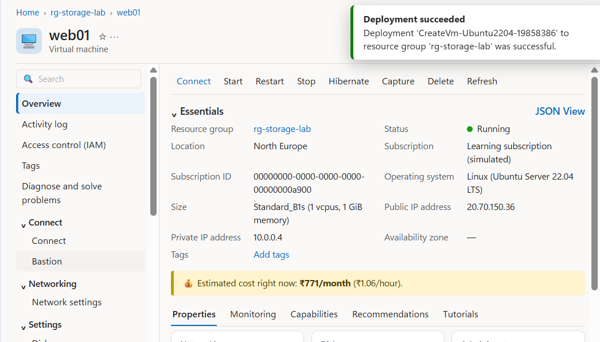 Home › rg-storage-lab › web01
web01 ☆ ···
Virtual machine
Deployment succeeded
Deployment 'CreateVm-Ubuntu2204-19858386' to
resource group 'rg-storage-lab' was successful.
Search
Overview
Activity log
Access control (IAM)
Tags
Diagnose and solve
problems
Connect
Connect
Bastion
Networking
Network settings
Settings
Connect Start Restart Stop Hibernate Capture Delete Refresh
Essentials
JSON View
Resource group rg-storage-lab
Status Running
Location North Europe
Subscription Learning subscription
(simulated)
Subscription ID 00000000-0000-0000-0000-
00000000a900
Operating system Linux (Ubuntu Server 22.04
LTS)
Size Standard_B1s (1 vcpus, 1 GiB
memory)
Public IP address 20.70.150.36
Private IP address 10.0.0.4
Availability zone —
Tags Add tags
Estimated cost right now: ₹771/month (₹1.06/hour).
Properties Monitoring Capabilities Recommendations Tutorials